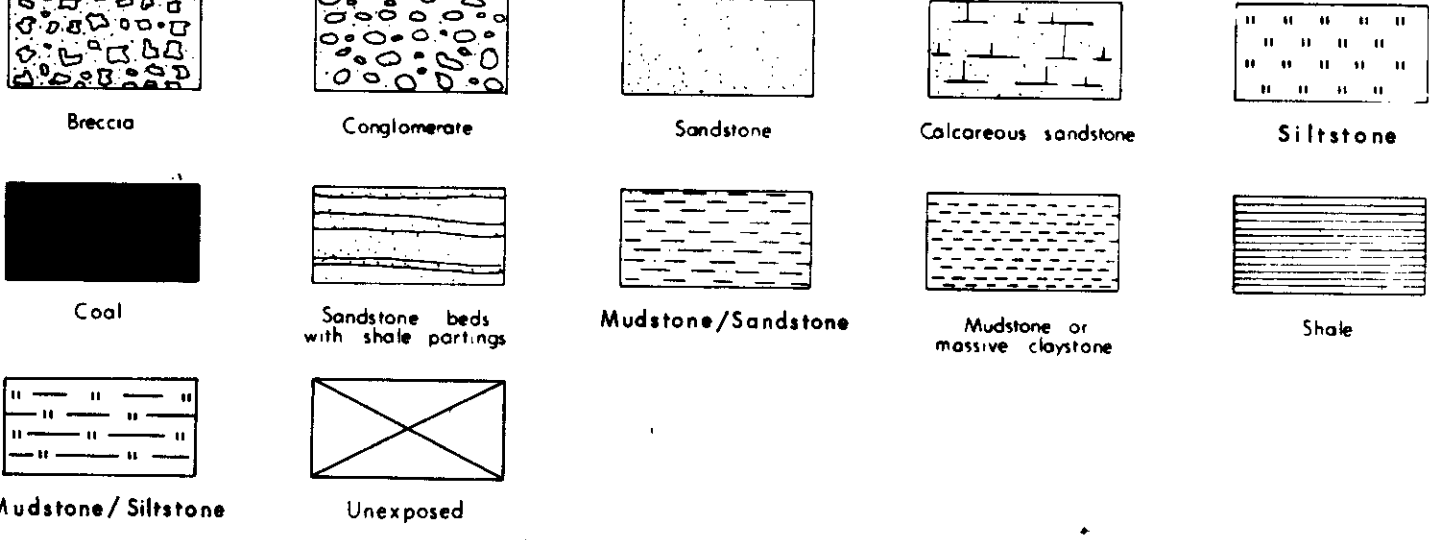 Breccia
Conglomerate
Sandstone
Calcareous sandstone
Siltstone
Coal
Sandstone beds
with shale partings
Mudstone/Sandstone
Mudstone or
massive claystone
Shale
Mudstone/Siltstone
Unexposed